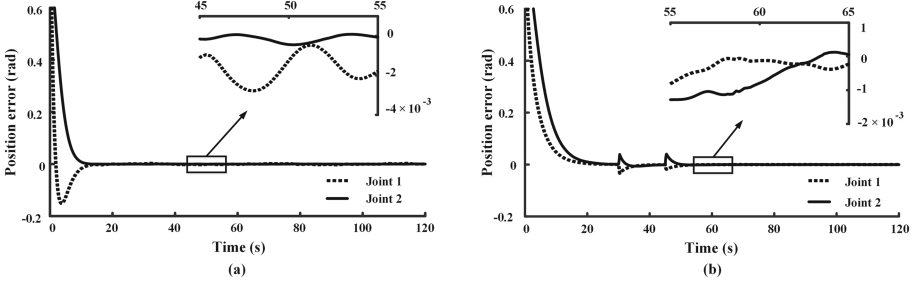 45 50 55
0.6
0.4
0.2
0
-0.2
Position error (rad)
0
-2
-4 × 10⁻³
Joint 1
Joint 2
0 20 40 60 80 100 120
Time (s)
(a)
55 60 65
0.6
0.4
0.2
0
-0.2
Position error (rad)
1
0
-1
-2 × 10⁻³
Joint 1
Joint 2
0 20 40 60 80 100 120
Time (s)
(b)